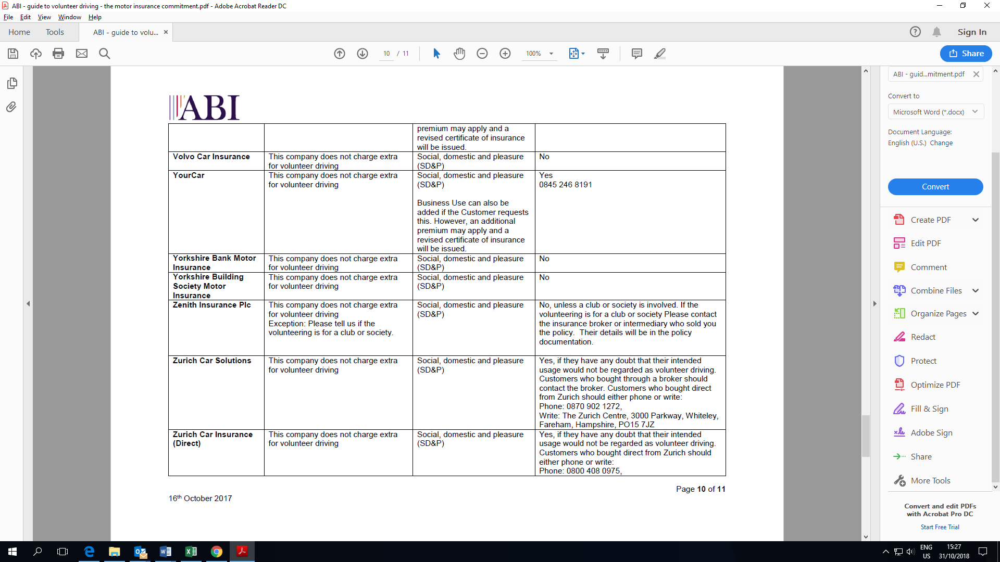 ABI - guide to volunteer driving - the motor insurance commitment.pdf - Adobe Acrobat Reader DC
File Edit View Window Help
Home Tools ABI - guide to volu... Sign In
10 / 11 100% Share
ABI
premium may apply and a
revised certificate of insurance
will be issued.
Volvo Car Insurance This company does not charge extra Social, domestic and pleasure No
for volunteer driving (SD&P)
YourCar This company does not charge extra Social, domestic and pleasure Yes
for volunteer driving (SD&P) 0845 246 8191
Business Use can also be
added if the Customer requests
this. However, an additional
premium may apply and a
revised certificate of insurance
will be issued.
Yorkshire Bank Motor This company does not charge extra Social, domestic and pleasure No
Insurance for volunteer driving (SD&P)
Yorkshire Building This company does not charge extra Social, domestic and pleasure No
Society Motor for volunteer driving (SD&P)
Insurance
Zenith Insurance Plc This company does not charge extra Social, domestic and pleasure No, unless a club or society is involved. If the
for volunteer driving (SD&P) volunteering is for a club or society Please contact
Exception: Please tell us if the the insurance broker or intermediary who sold you
volunteering is for a club or society. the policy. Their details will be in the policy
documentation.
Zurich Car Solutions This company does not charge extra Social, domestic and pleasure Yes, if they have any doubt that their intended
for volunteer driving (SD&P) usage would not be regarded as volunteer driving.
Customers who bought through a broker should
contact the broker. Customers who bought direct
from Zurich should either phone or write:
Phone: 0870 902 1272,
Write: The Zurich Centre, 3000 Parkway, Whiteley,
Fareham, Hampshire, PO15 7JZ
Zurich Car Insurance This company does not charge extra Social, domestic and pleasure Yes, if they have any doubt that their intended
(Direct) for volunteer driving (SD&P) usage would not be regarded as volunteer driving.
Customers who bought direct from Zurich should
either phone or write:
Phone: 0800 408 0975,
Page 10 of 11
16th October 2017
ABI - guid...mitment.pdf
Convert to
Microsoft Word (*.docx)
Document Language:
English (U.S.) Change
Convert
Create PDF
Edit PDF
Comment
Combine Files
Organize Pages
Redact
Protect
Optimize PDF
Fill & Sign
Adobe Sign
Share
More Tools
Convert and edit PDFs
with Acrobat Pro DC
Start Free Trial
ENG 15:27
US 31/10/2018